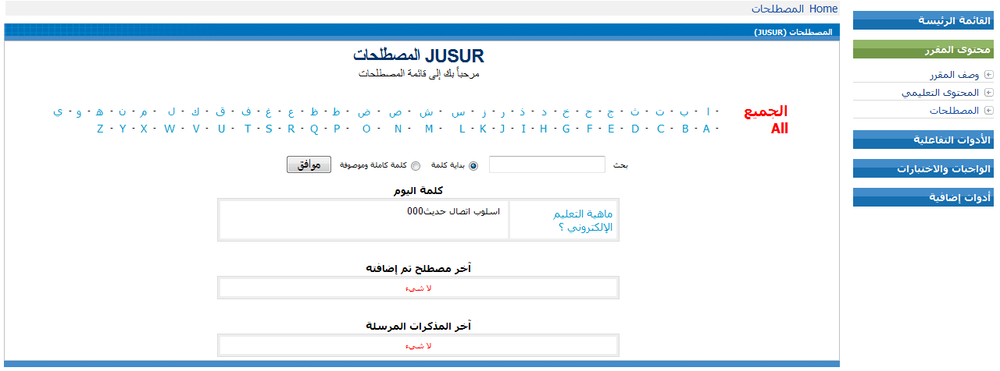 Home المصطلحات
المصطلحات (JUSUR)
JUSUR المصطلحات
مرحباً بك إلى قائمة المصطلحات
الجميع - ا - ب - ت - ث - ج - ح - خ - د - ذ - ر - ز - س - ش - ص - ض - ط - ظ - ع - غ - ف - ق - ك - ل - م - ن - ه - و - ي
All - A - B - C - D - E - F - G - H - I - J - K - L - M - N - O - P - Q - R - S - T - U - V - W - X - Y - Z
بحث بداية كلمة كلمة كاملة وموصوفة موافق
كلمة اليوم
ماهية التعليم
الإلكتروني ؟
اسلوب اتصال حديث000
آخر مصطلح تم إضافته
لا شيء
آخر المذكرات المرسلة
لا شيء
القائمة الرئيسة
محتوى المقرر
وصف المقرر
المحتوى التعليمي
المصطلحات
الأدوات التفاعلية
الواجبات والاختبارات
أدوات إضافية